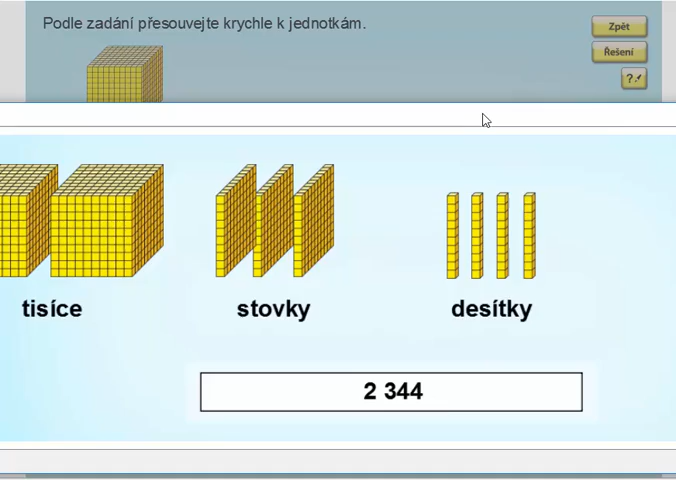 Podle zadání přesouvejte krychle k jednotkám.
Zpět
Řešení
?
tisíce
stovky
desítky
2 344